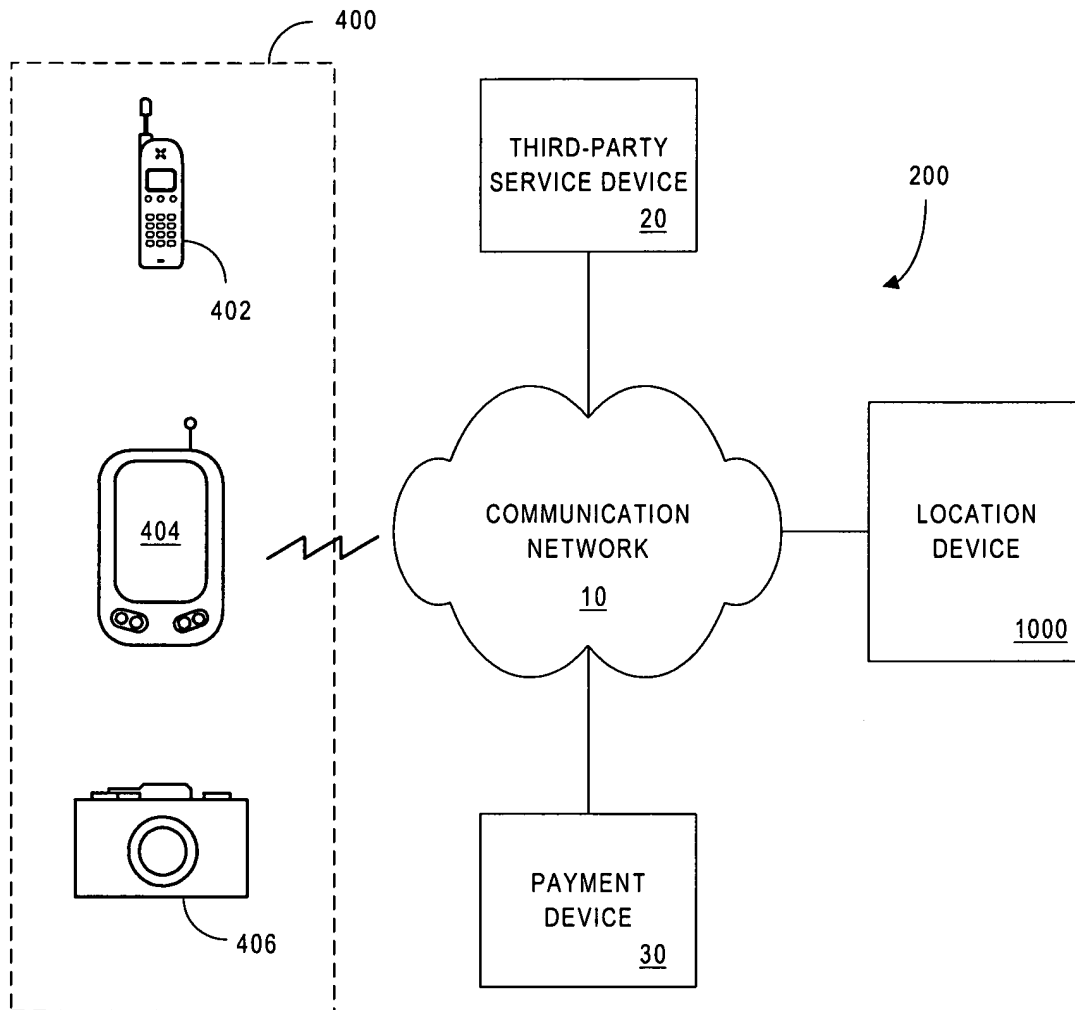 400
THIRD-PARTY
SERVICE DEVICE
20
200
402
404
COMMUNICATION
NETWORK
10
LOCATION
DEVICE
1000
406
PAYMENT
DEVICE
30